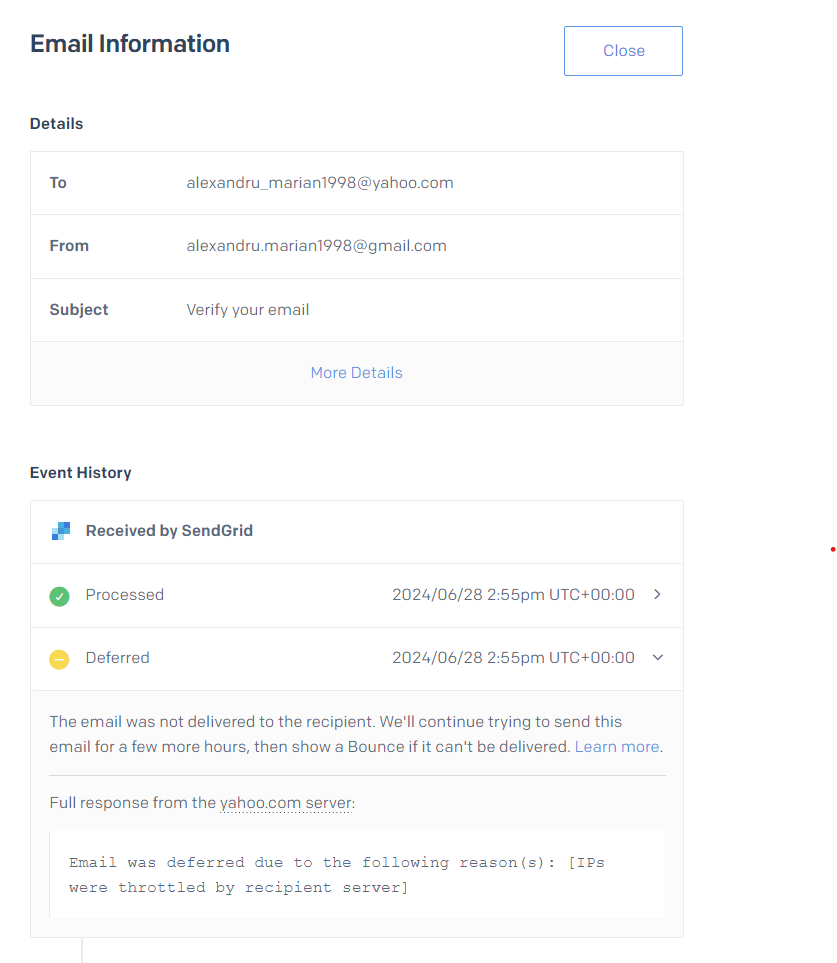 Email Information
Close
Details
To alexandru_marian1998@yahoo.com
From alexandru.marian1998@gmail.com
Subject Verify your email
More Details
Event History
Received by SendGrid
Processed 2024/06/28 2:55pm UTC+00:00
Deferred 2024/06/28 2:55pm UTC+00:00
The email was not delivered to the recipient. We'll continue trying to send this
email for a few more hours, then show a Bounce if it can't be delivered. Learn more.
Full response from the yahoo.com server:
Email was deferred due to the following reason(s): [IPs
were throttled by recipient server]